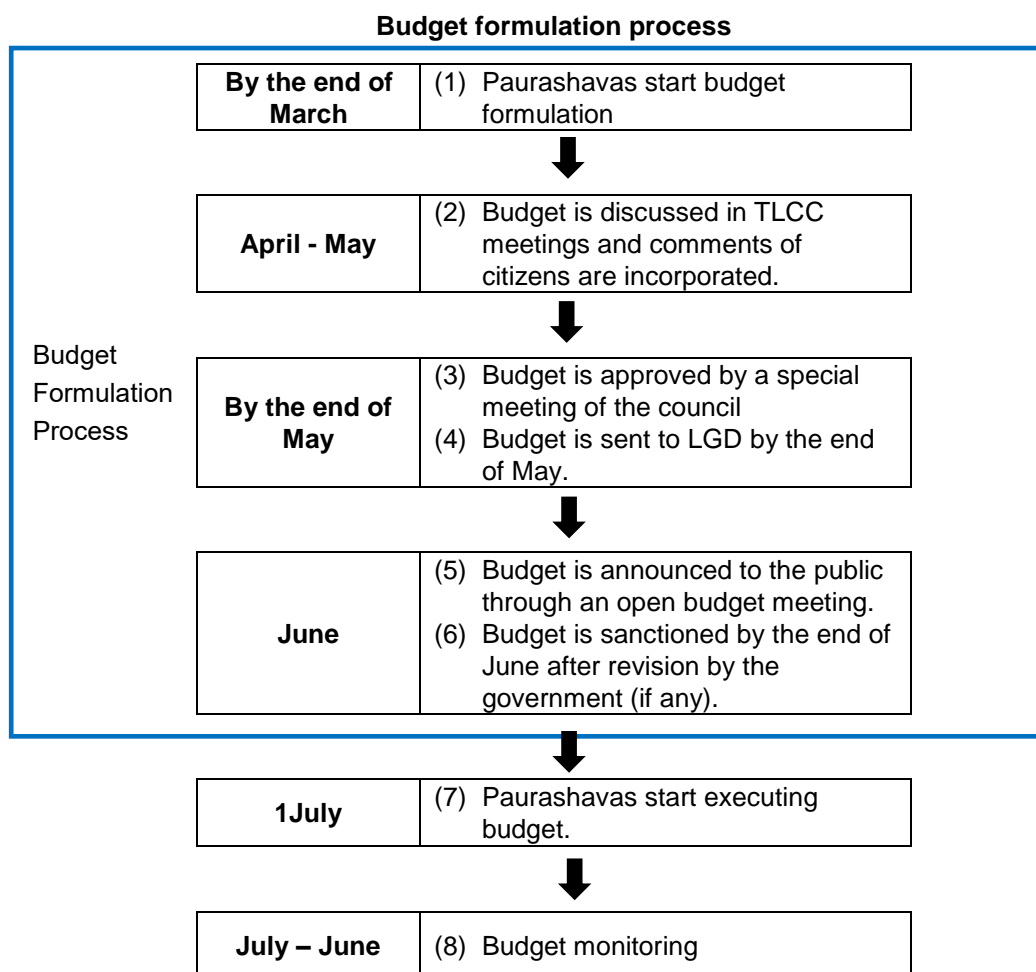 Budget formulation process
By the end of
March
(1) Paurashavas start budget
formulation
April - May
(2) Budget is discussed in TLCC
meetings and comments of
citizens are incorporated.
Budget
Formulation
Process
By the end of
May
(3) Budget is approved by a special
meeting of the council
(4) Budget is sent to LGD by the end
of May.
June
(5) Budget is announced to the public
through an open budget meeting.
(6) Budget is sanctioned by the end of
June after revision by the
government (if any).
1July
(7) Paurashavas start executing
budget.
July – June
(8) Budget monitoring